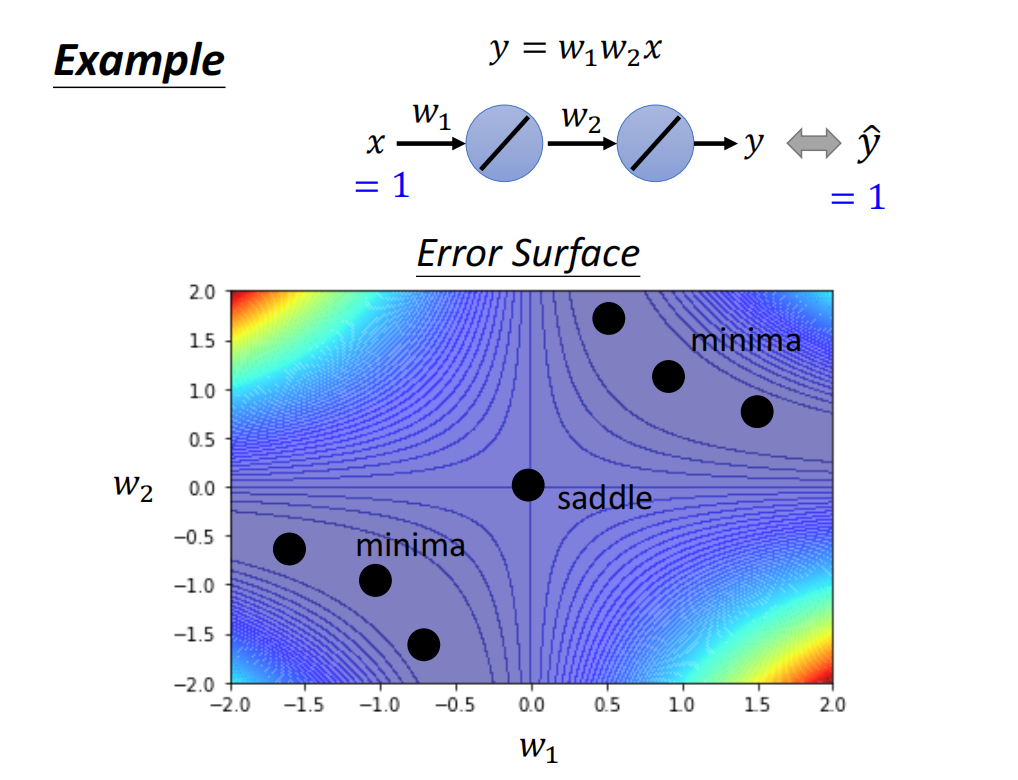 Example
y = w₁w₂x
w₁
w₂
x
y
ŷ
= 1
= 1
Error Surface
2.0
1.5
1.0
0.5
0.0
−0.5
−1.0
−1.5
−2.0
w₂
minima
saddle
minima
−2.0 −1.5 −1.0 −0.5 0.0 0.5 1.0 1.5 2.0
w₁